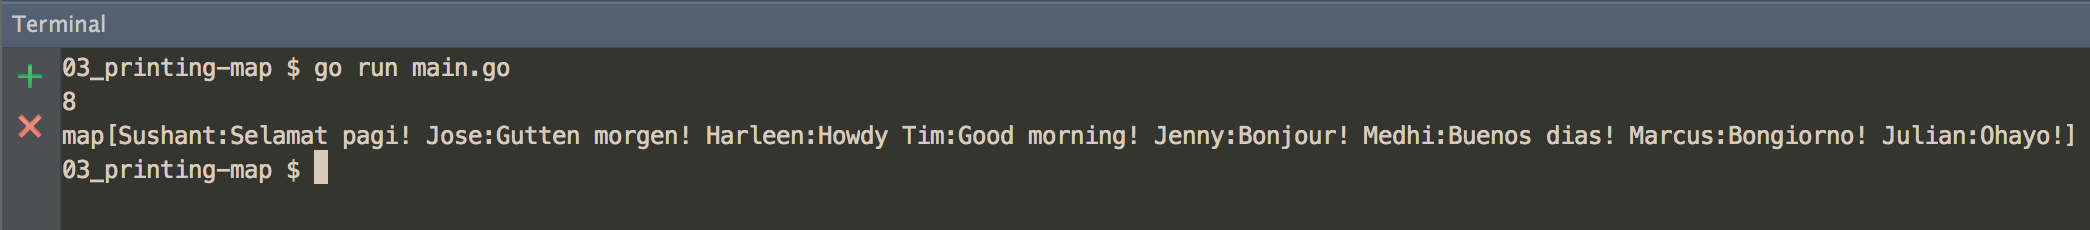 Terminal
03_printing-map $ go run main.go
8
map[Sushant:Selamat pagi! Jose:Gutten morgen! Harleen:Howdy Tim:Good morning! Jenny:Bonjour! Medhi:Buenos dias! Marcus:Bongiorno! Julian:Ohayo!]
03_printing-map $